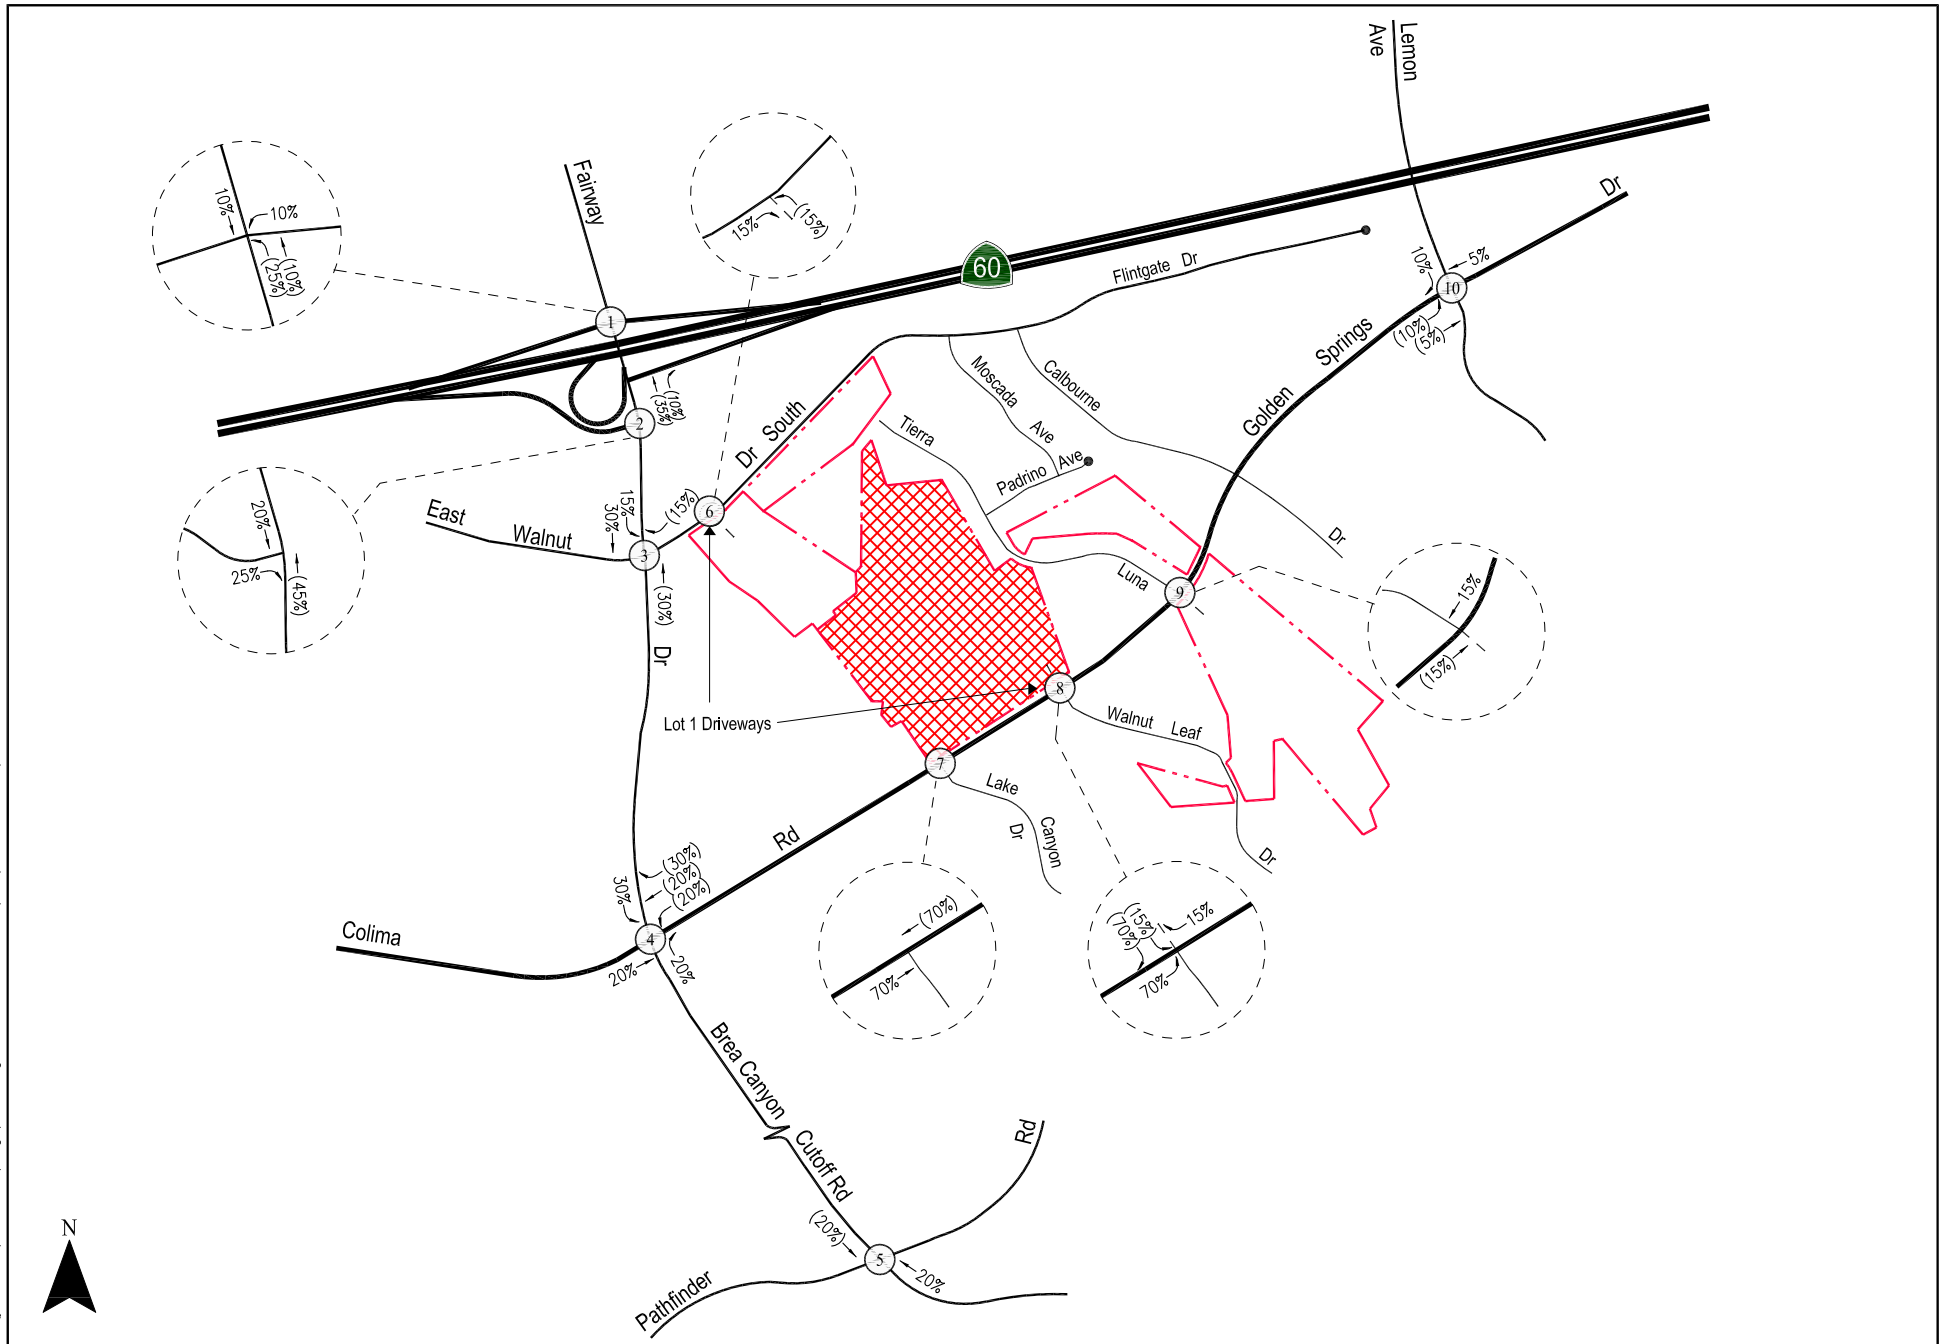 Lemon
Ave
Fairway
Dr
60
Flintgate Dr
10%
10%
(10%)
(25%)
15%
(15%)
1
2
(10%)
(35%)
Dr South
Moscada
Ave
Calbourne
Dr
Tierra
Padrino Ave
Golden Springs
Dr
10%
5%
10
(10%)
(5%)
East
Walnut
15%
30%
(15%)
6
3
(30%)
Dr
20%
25%
(45%)
Luna
9
15%
(15%)
Lot 1 Driveways
8
Walnut Leaf
Dr
7
Lake
Canyon
Dr
Rd
(30%)
(20%)
(20%)
30%
4
20%
20%
Colima
(70%)
70%
(15%)
(70%)
15%
70%
Brea Canyon
Cutoff Rd
Rd
(20%)
5
20%
Pathfinder
N